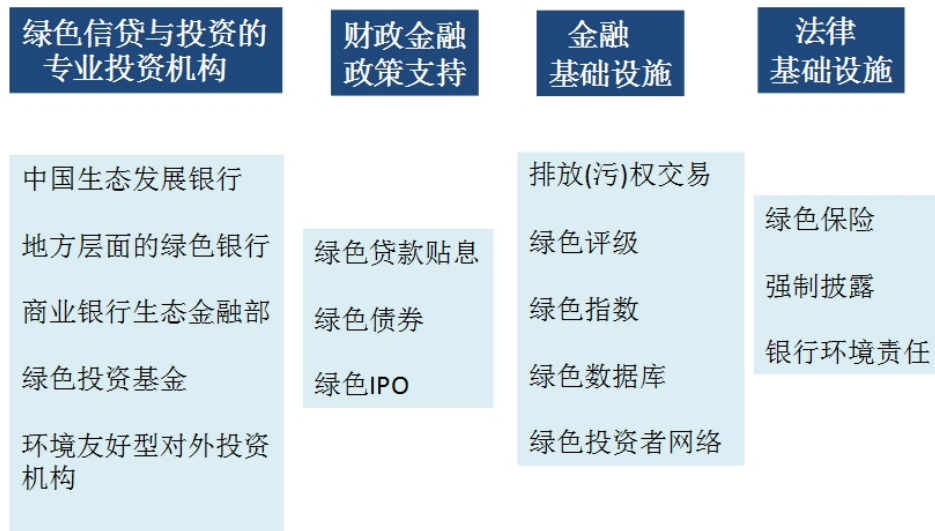 绿色信贷与投资的
专业投资机构
财政金融
政策支持
金融
基础设施
法律
基础设施
中国生态发展银行
地方层面的绿色银行
商业银行生态金融部
绿色投资基金
环境友好型对外投资
机构
绿色贷款贴息
绿色债券
绿色IPO
排放(污)权交易
绿色评级
绿色指数
绿色数据库
绿色投资者网络
绿色保险
强制披露
银行环境责任